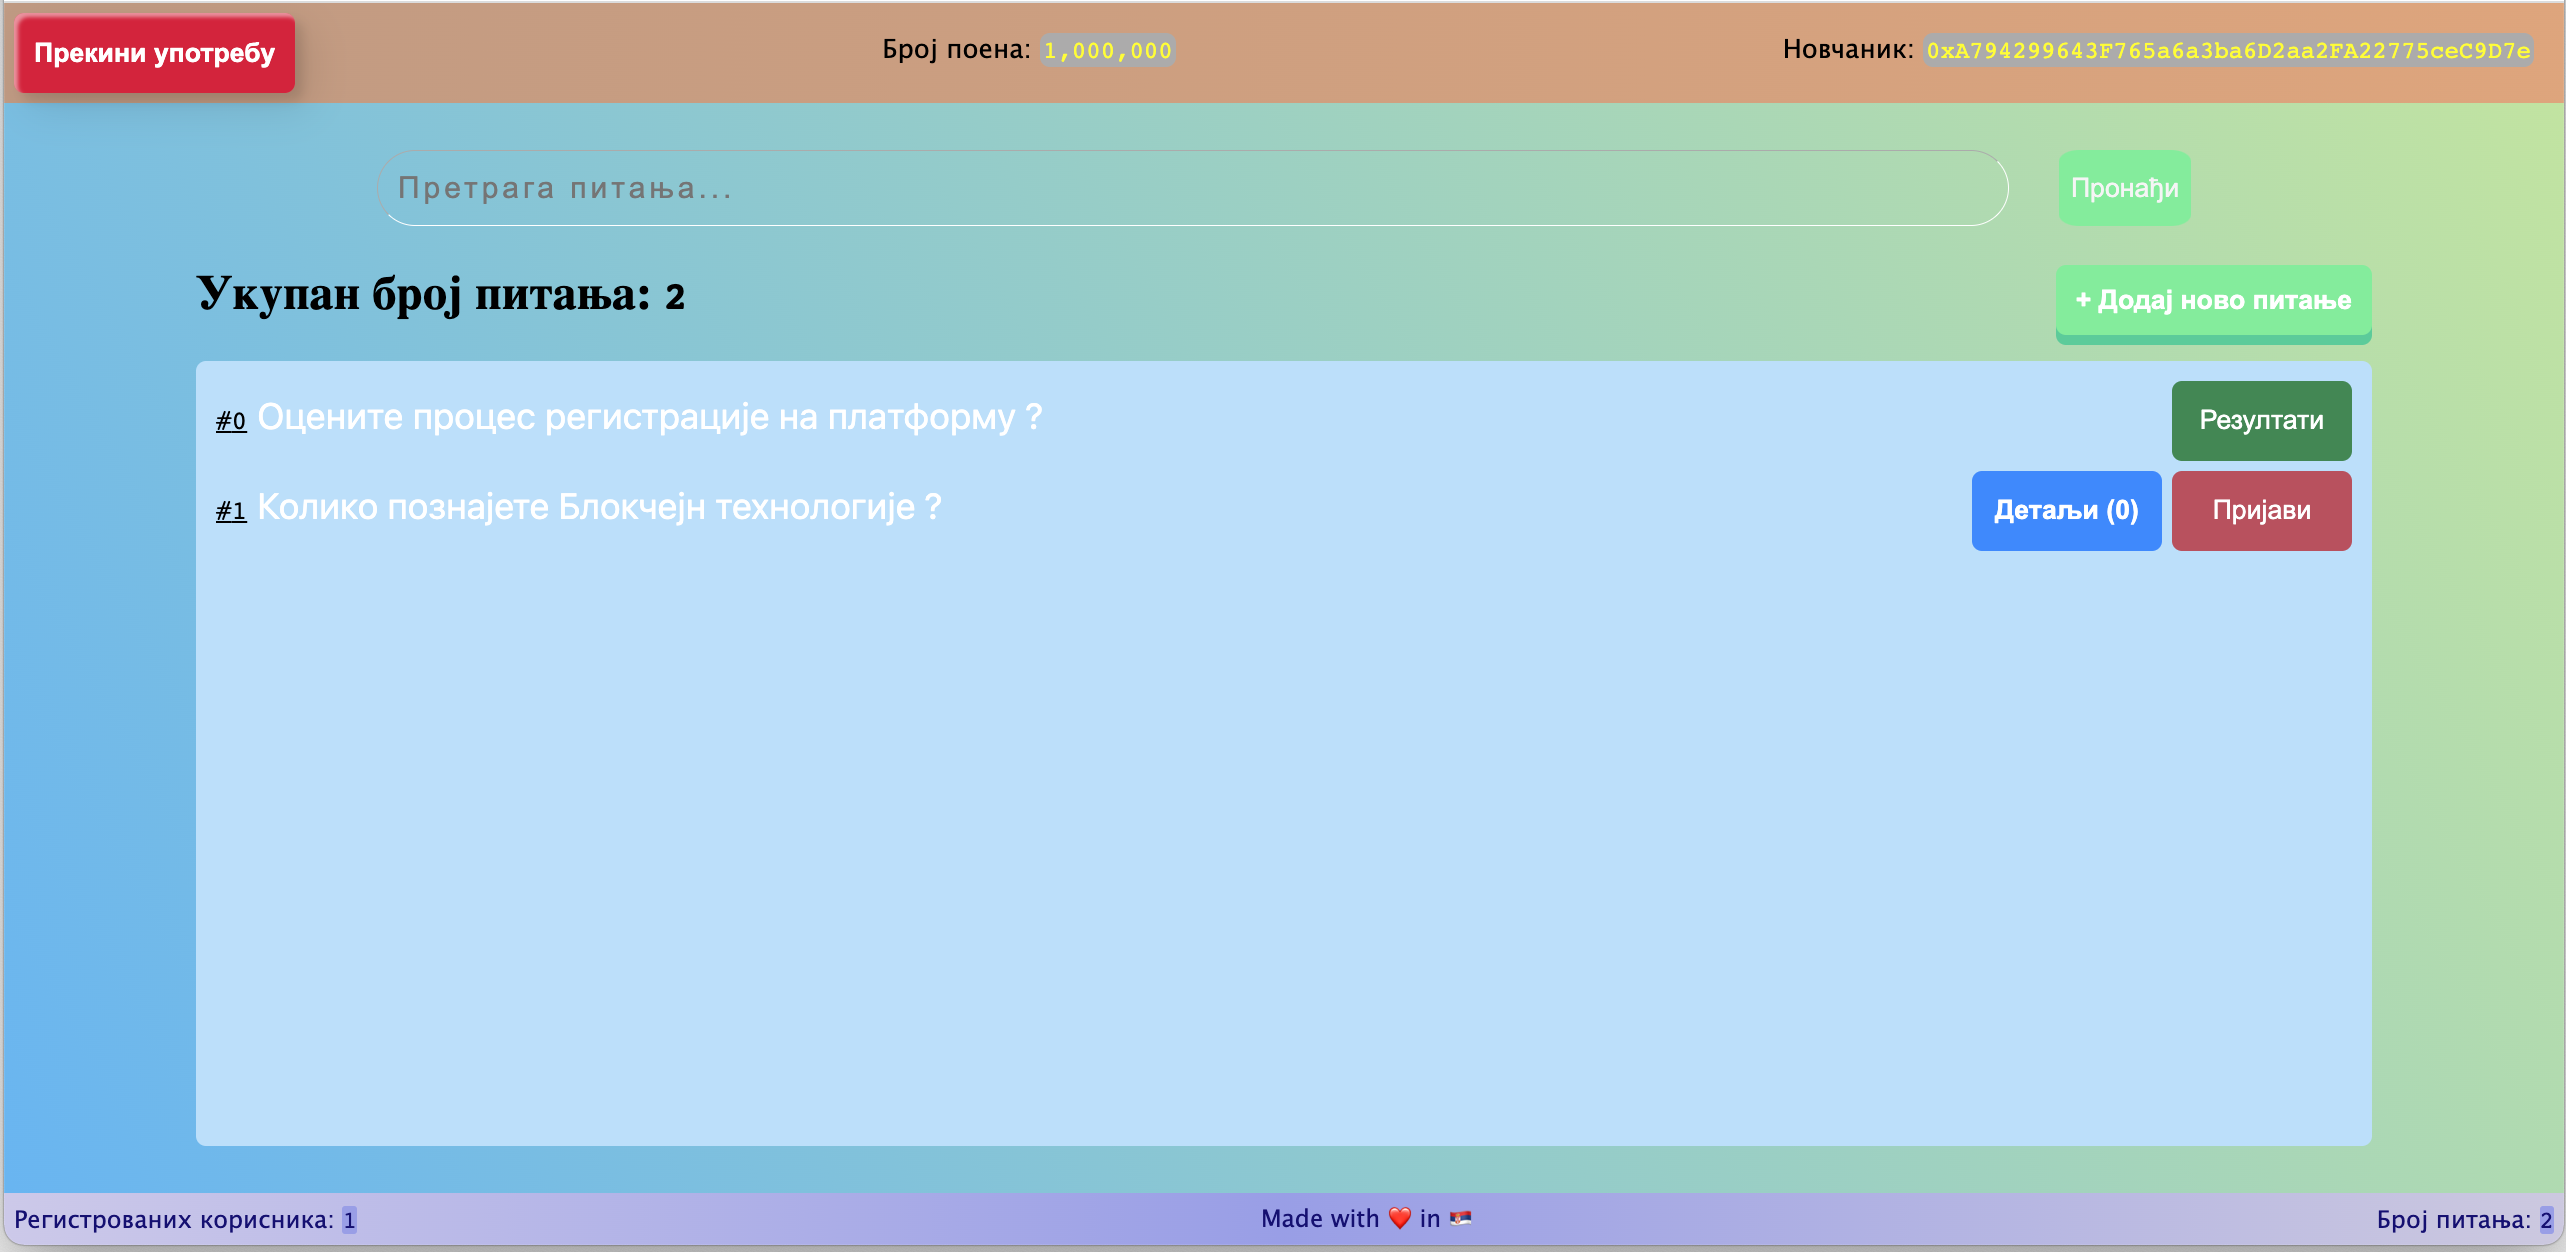 Прекини употребу
Број поена: 1,000,000
Новчаник: 0xA794299643F765a6a3ba6D2aa2FA22775ceC9D7e
Претрага питања...
Пронађи
Укупан број питања: 2
+ Додај ново питање
#0 Оцените процес регистрације на платформу ?
Резултати
#1 Колико познајете Блокчејн технологије ?
Детаљи (0)
Пријави
Регистрованих корисника: 1
Made with ❤️ in 🇷🇸
Број питања: 2